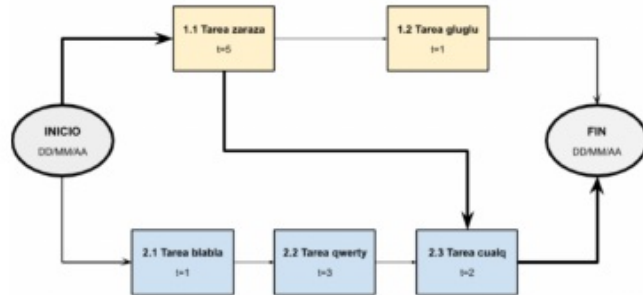 1.1 Tarea zaraza
t=5
1.2 Tarea gluglu
t=1
INICIO
DD/MM/AA
FIN
DD/MM/AA
2.1 Tarea blabla
t=1
2.2 Tarea qwerty
t=3
2.3 Tarea cualq
t=2